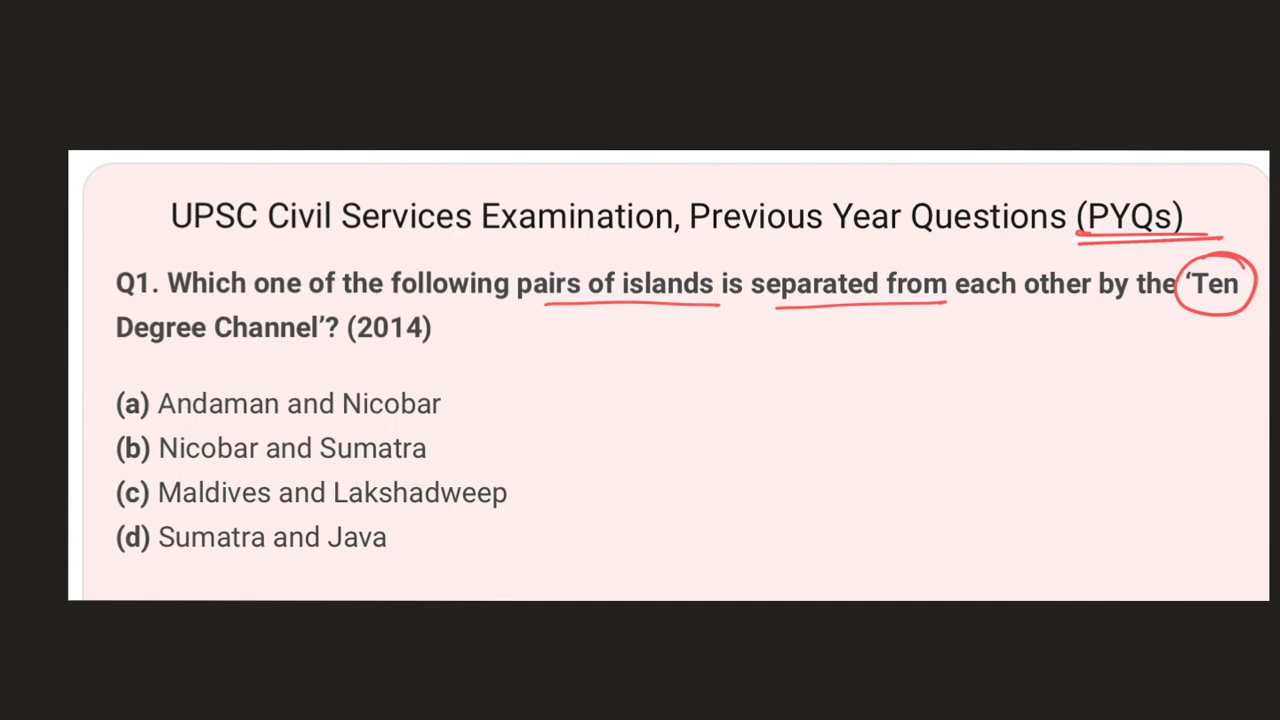 UPSC Civil Services Examination, Previous Year Questions (PYQs)
Q1. Which one of the following pairs of islands is separated from each other by the ‘Ten
Degree Channel’? (2014)
(a) Andaman and Nicobar
(b) Nicobar and Sumatra
(c) Maldives and Lakshadweep
(d) Sumatra and Java